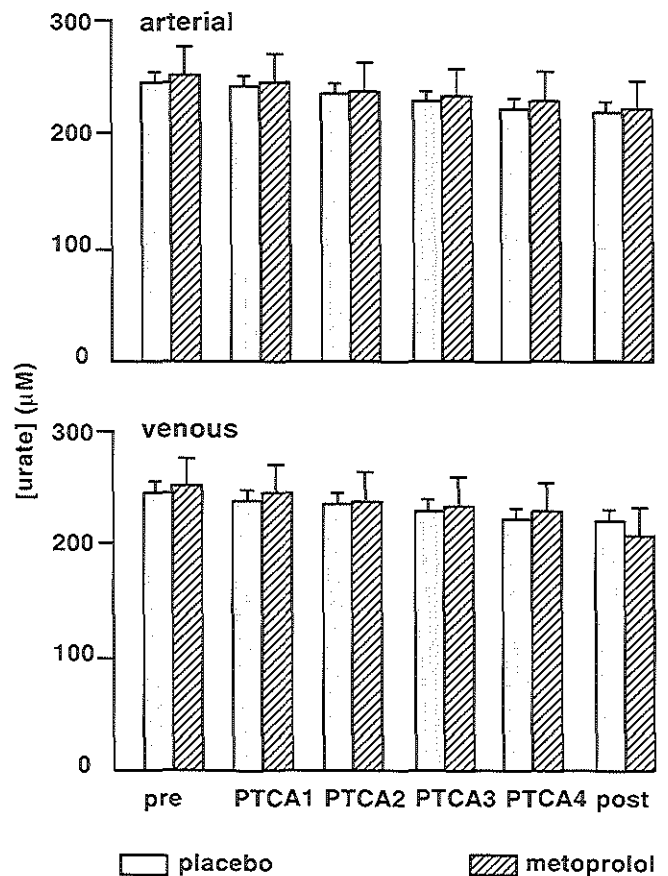 300
arterial
200
100
0
[urate] (μM)
300
venous
200
100
0
pre PTCA1 PTCA2 PTCA3 PTCA4 post
placebo metoprolol